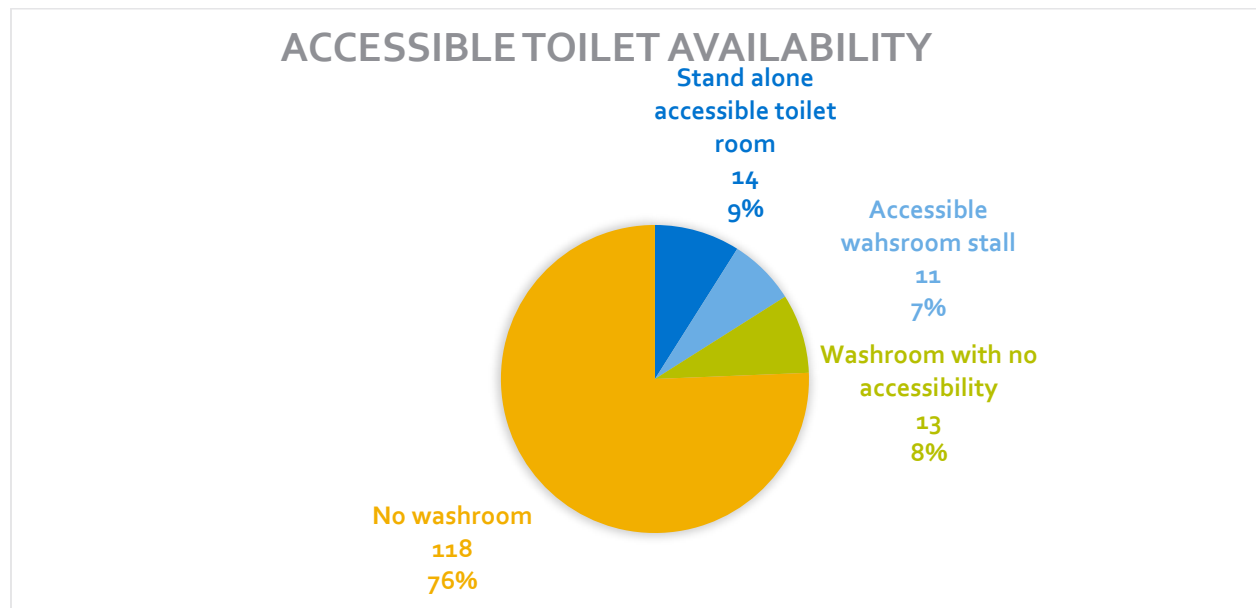 ACCESSIBLE TOILET AVAILABILITY
Stand alone
accessible toilet
room
14
9%
Accessible
wahsroom stall
11
7%
Washroom with no
accessibility
13
8%
No washroom
118
76%